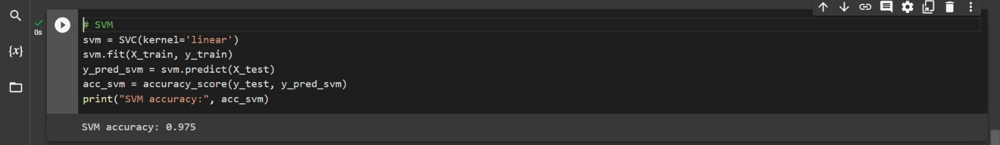 # SVM
svm = SVC(kernel='linear')
svm.fit(X_train, y_train)
y_pred_svm = svm.predict(X_test)
acc_svm = accuracy_score(y_test, y_pred_svm)
print("SVM accuracy:", acc_svm)
0s
{x}
SVM accuracy: 0.975